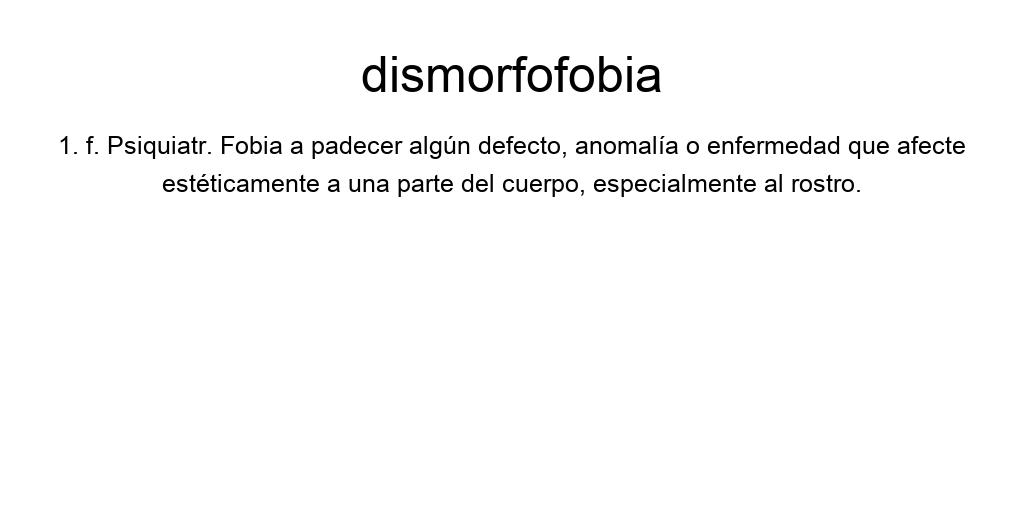 dismorfofobia
1. f. Psiquiatr. Fobia a padecer algún defecto, anomalía o enfermedad que afecte
estéticamente a una parte del cuerpo, especialmente al rostro.